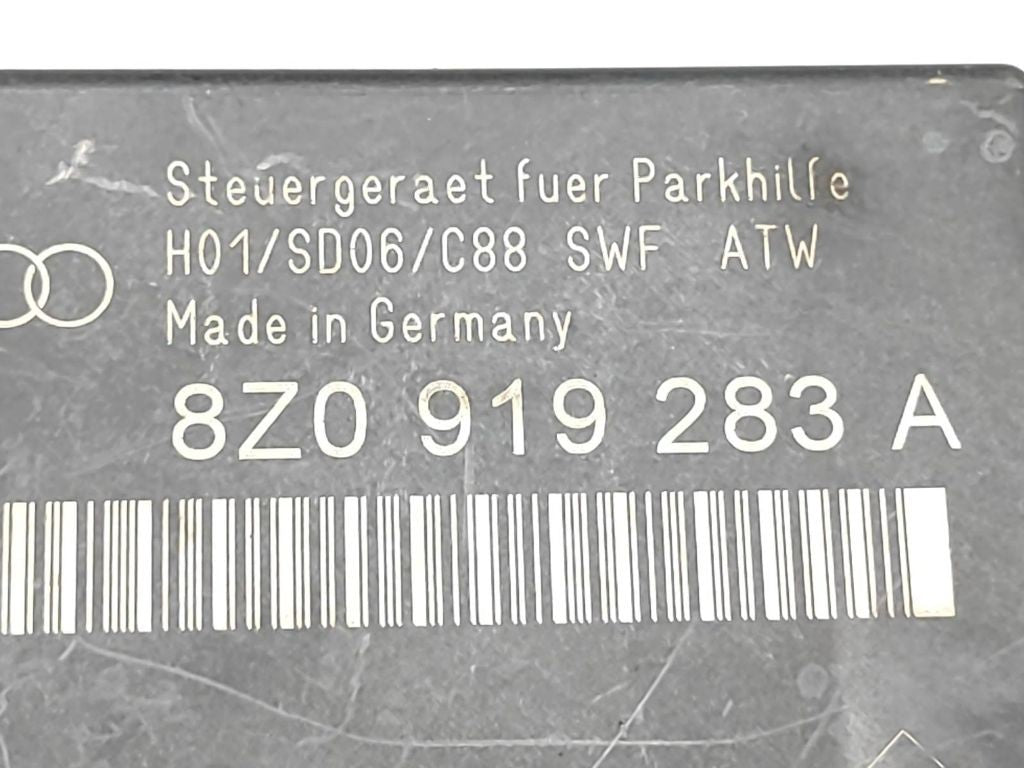 Steuergeraet fuer Parkhilfe
H01/SD06/C88 SWF ATW
Made in Germany
8Z0 919 283 A